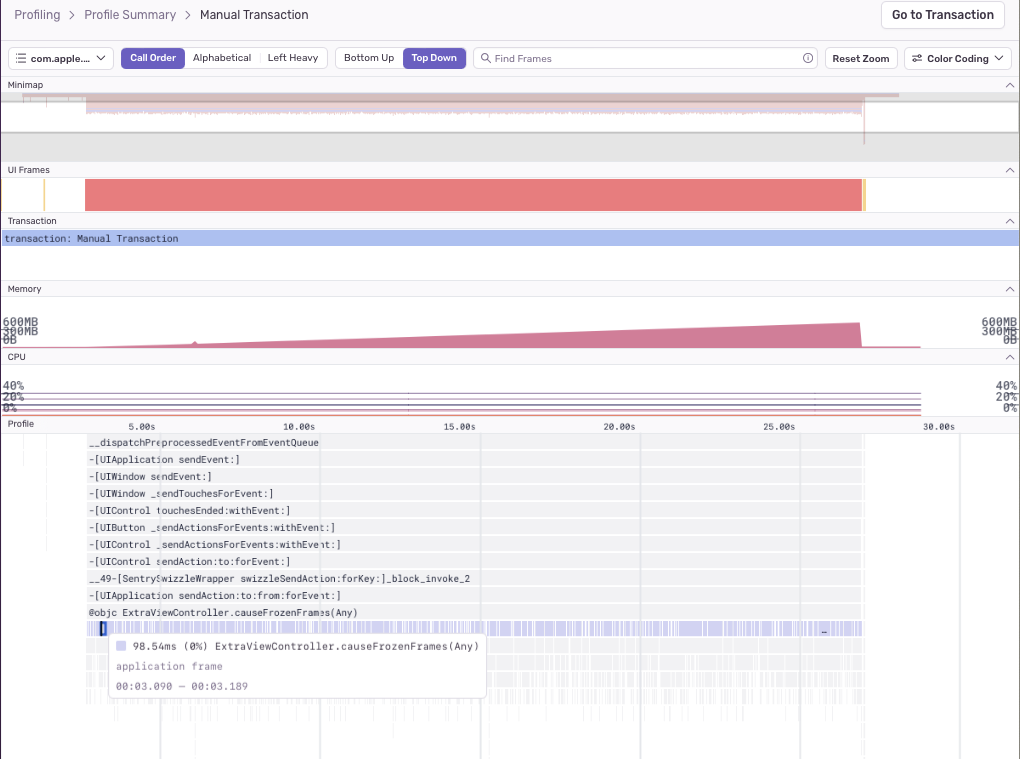 Profiling > Profile Summary > Manual Transaction
Go to Transaction
com.apple....
Call Order Alphabetical Left Heavy
Bottom Up Top Down
Find Frames
Reset Zoom
Color Coding
Minimap
UI Frames
Transaction
transaction: Manual Transaction
Memory
600MB 600MB
300MB 300MB
0B 0B
CPU
40% 40%
20% 20%
0% 0%
Profile 5.00s 10.00s 15.00s 20.00s 25.00s 30.00s
__dispatchPreprocessedEventFromEventQueue
-[UIApplication sendEvent:]
-[UIWindow sendEvent:]
-[UIWindow _sendTouchesForEvent:]
-[UIControl touchesEnded:withEvent:]
-[UIButton _sendActionsForEvents:withEvent:]
-[UIControl _sendActionsForEvents:withEvent:]
-[UIControl sendAction:to:forEvent:]
__49-[SentrySwizzleWrapper swizzleSendAction:forKey:]_block_invoke_2
-[UIApplication sendAction:to:from:forEvent:]
@objc ExtraViewController.causeFrozenFrames(Any)
…
98.54ms (0%) ExtraViewController.causeFrozenFrames(Any)
application frame
00:03.090 — 00:03.189